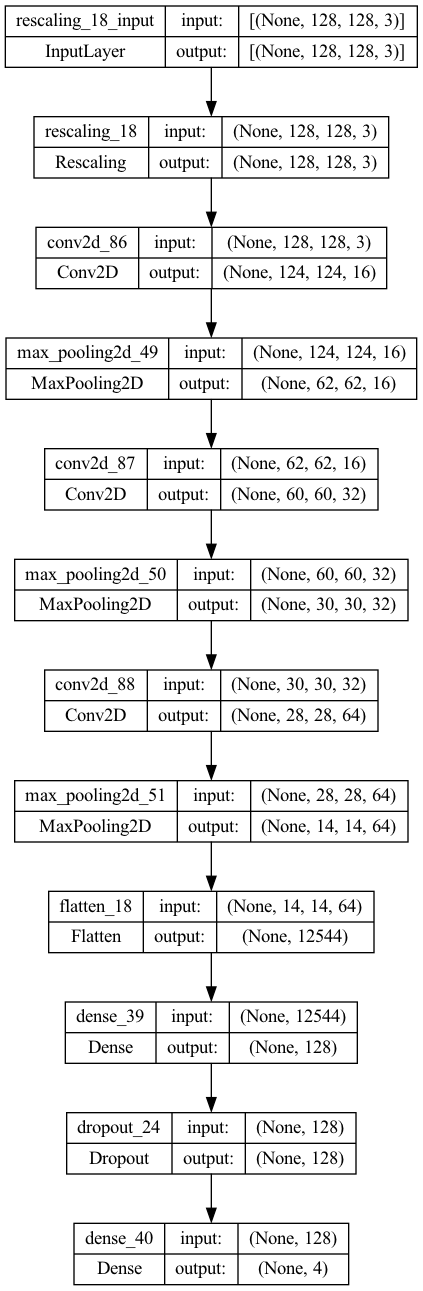 rescaling_18_input input: [(None, 128, 128, 3)]
InputLayer output: [(None, 128, 128, 3)]
rescaling_18 input: (None, 128, 128, 3)
Rescaling output: (None, 128, 128, 3)
conv2d_86 input: (None, 128, 128, 3)
Conv2D output: (None, 124, 124, 16)
max_pooling2d_49 input: (None, 124, 124, 16)
MaxPooling2D output: (None, 62, 62, 16)
conv2d_87 input: (None, 62, 62, 16)
Conv2D output: (None, 60, 60, 32)
max_pooling2d_50 input: (None, 60, 60, 32)
MaxPooling2D output: (None, 30, 30, 32)
conv2d_88 input: (None, 30, 30, 32)
Conv2D output: (None, 28, 28, 64)
max_pooling2d_51 input: (None, 28, 28, 64)
MaxPooling2D output: (None, 14, 14, 64)
flatten_18 input: (None, 14, 14, 64)
Flatten output: (None, 12544)
dense_39 input: (None, 12544)
Dense output: (None, 128)
dropout_24 input: (None, 128)
Dropout output: (None, 128)
dense_40 input: (None, 128)
Dense output: (None, 4)